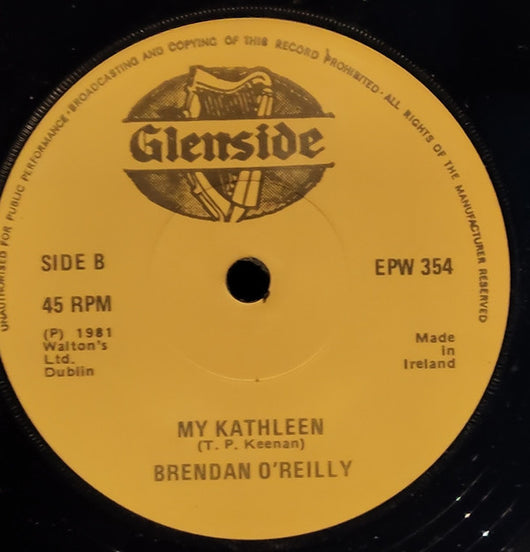 UNAUTHORISED FOR PUBLIC PERFORMANCE · BROADCASTING AND COPYING OF THIS RECORD PROHIBITED · ALL RIGHTS OF THE MANUFACTURER RESERVED
Glenside
SIDE B
EPW 354
45 RPM
(P) 1981
Walton's
Ltd.
Dublin
Made
in
Ireland
MY KATHLEEN
(T. P. Keenan)
BRENDAN O'REILLY